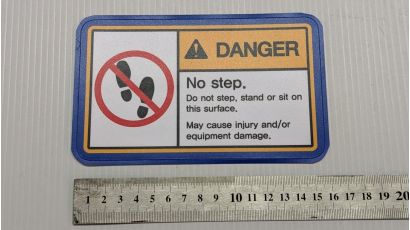 DANGER
No step.
Do not step, stand or sit on
this surface.
May cause injury and/or
equipment damage.
1 2 3 4 5 6 7 8 9 10 11 12 13 14 15 16 17 18 19 20